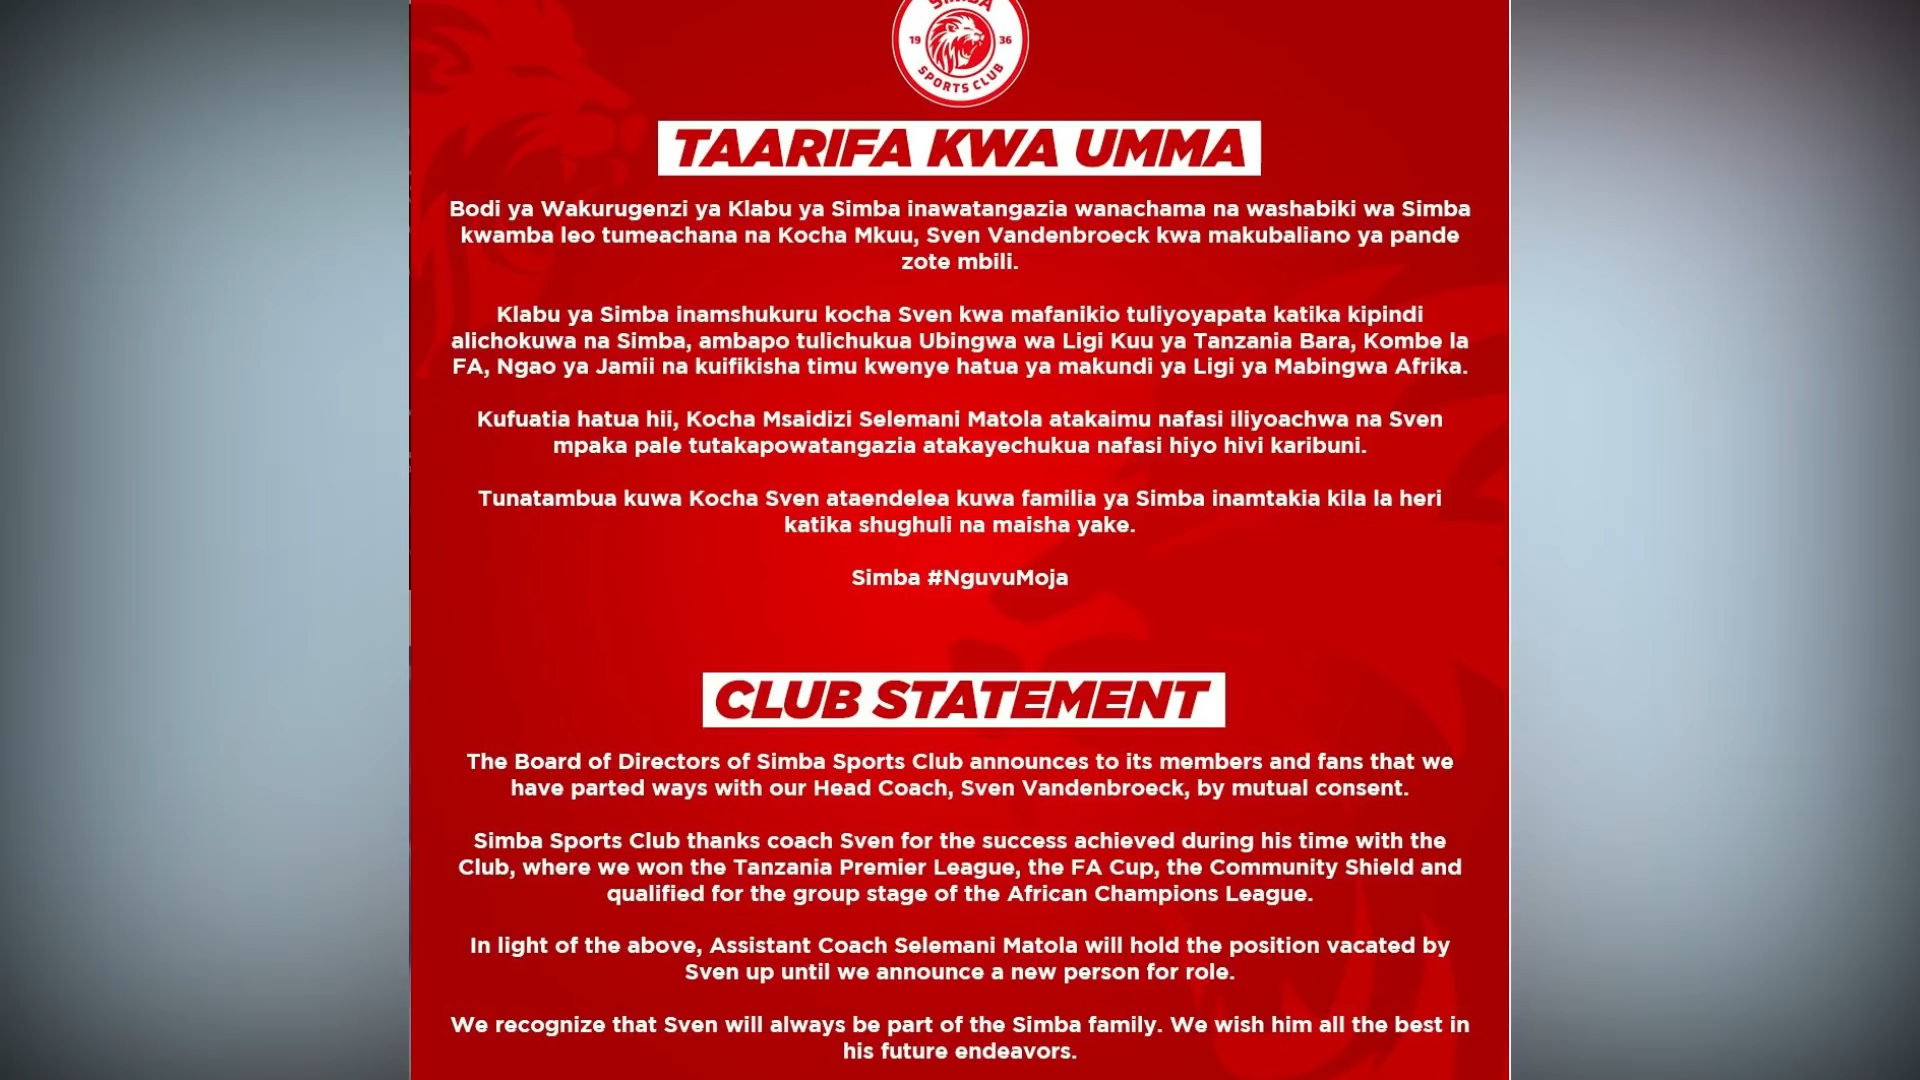 SIMBA
19 36
SPORTS CLUB
TAARIFA KWA UMMA
Bodi ya Wakurugenzi ya Klabu ya Simba inawatangazia wanachama na washabiki wa Simba
kwamba leo tumeachana na Kocha Mkuu, Sven Vandenbroeck kwa makubaliano ya pande
zote mbili.
Klabu ya Simba inamshukuru kocha Sven kwa mafanikio tuliyoyapata katika kipindi
alichokuwa na Simba, ambapo tulichukua Ubingwa wa Ligi Kuu ya Tanzania Bara, Kombe la
FA, Ngao ya Jamii na kuifikisha timu kwenye hatua ya makundi ya Ligi ya Mabingwa Afrika.
Kufuatia hatua hii, Kocha Msaidizi Selemani Matola atakaimu nafasi iliyoachwa na Sven
mpaka pale tutakapowatangazia atakayechukua nafasi hiyo hivi karibuni.
Tunatambua kuwa Kocha Sven ataendelea kuwa familia ya Simba inamtakia kila la heri
katika shughuli na maisha yake.
Simba #NguvuMoja
CLUB STATEMENT
The Board of Directors of Simba Sports Club announces to its members and fans that we
have parted ways with our Head Coach, Sven Vandenbroeck, by mutual consent.
Simba Sports Club thanks coach Sven for the success achieved during his time with the
Club, where we won the Tanzania Premier League, the FA Cup, the Community Shield and
qualified for the group stage of the African Champions League.
In light of the above, Assistant Coach Selemani Matola will hold the position vacated by
Sven up until we announce a new person for role.
We recognize that Sven will always be part of the Simba family. We wish him all the best in
his future endeavors.